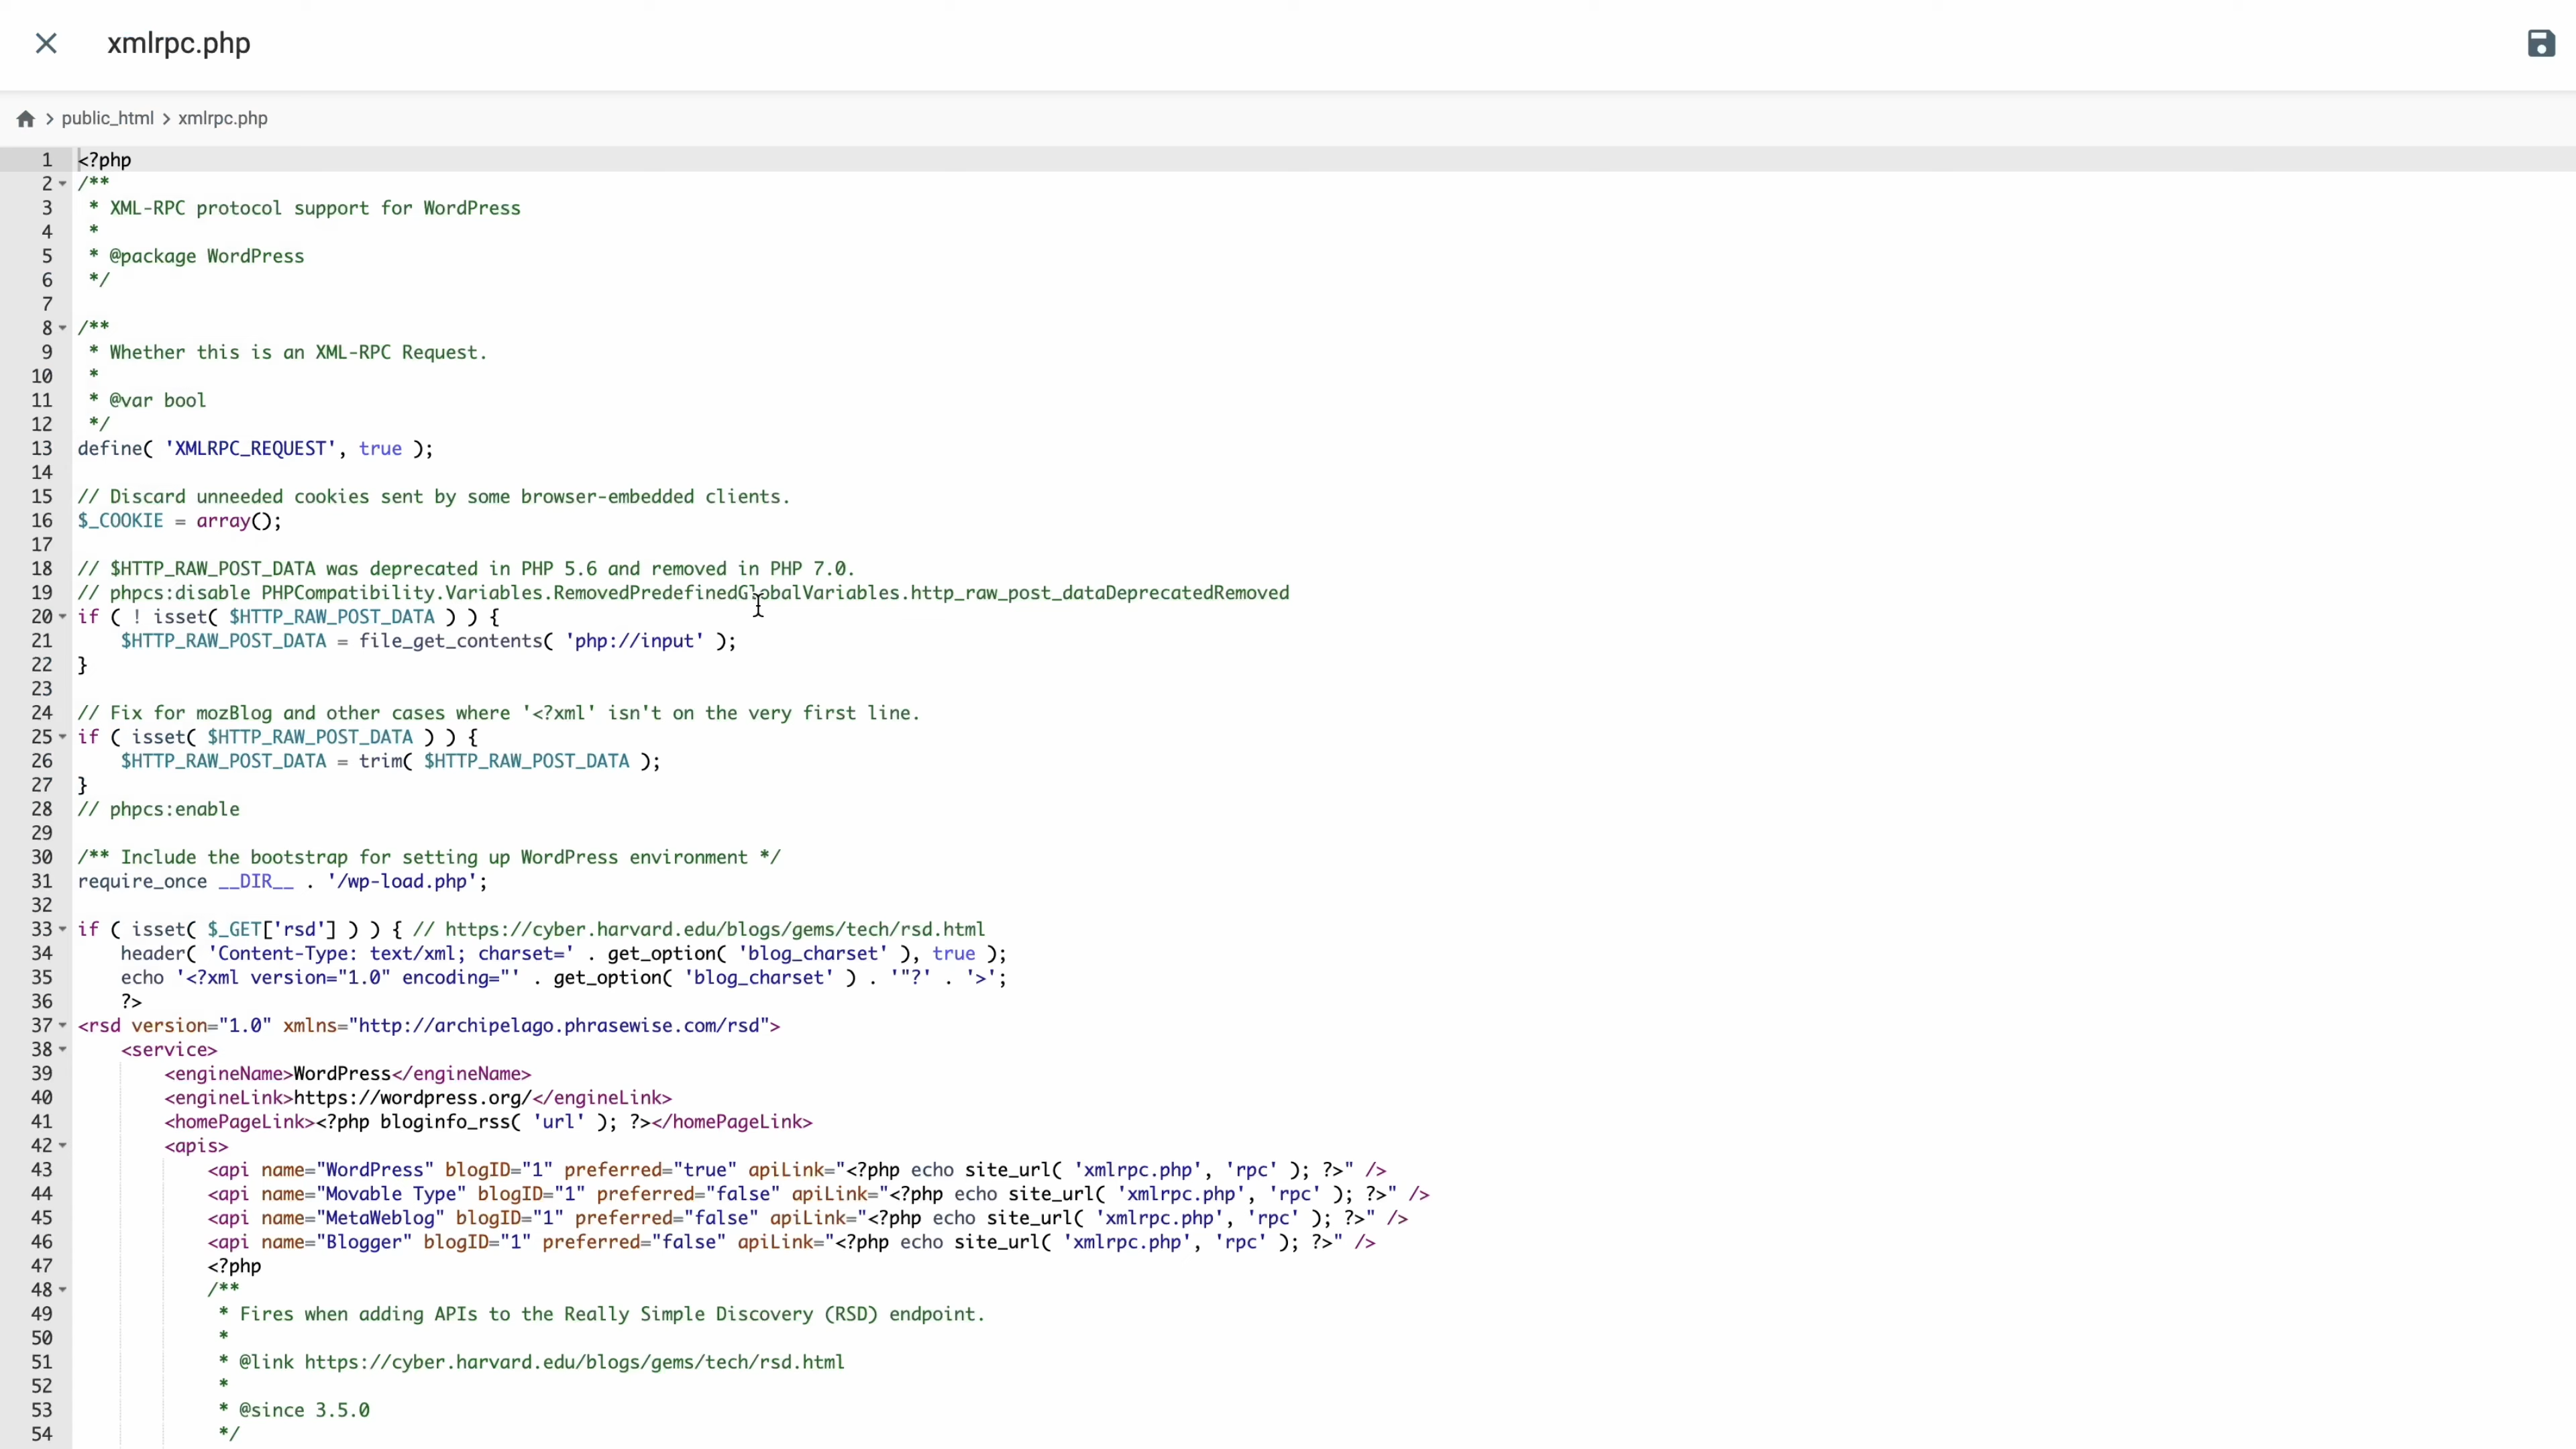 xmlrpc.php
public_html > xmlrpc.php
1 <?php
2 /**
3  * XML-RPC protocol support for WordPress
4  *
5  * @package WordPress
6  */
7
8 /**
9  * Whether this is an XML-RPC Request.
10  *
11  * @var bool
12  */
13 define( 'XMLRPC_REQUEST', true );
14
15 // Discard unneeded cookies sent by some browser-embedded clients.
16 $_COOKIE = array();
17
18 // $HTTP_RAW_POST_DATA was deprecated in PHP 5.6 and removed in PHP 7.0.
19 // phpcs:disable PHPCompatibility.Variables.RemovedPredefinedGlobalVariables.http_raw_post_dataDeprecatedRemoved
20 if ( ! isset( $HTTP_RAW_POST_DATA ) ) {
21     $HTTP_RAW_POST_DATA = file_get_contents( 'php://input' );
22 }
23
24 // Fix for mozBlog and other cases where '<?xml' isn't on the very first line.
25 if ( isset( $HTTP_RAW_POST_DATA ) ) {
26     $HTTP_RAW_POST_DATA = trim( $HTTP_RAW_POST_DATA );
27 }
28 // phpcs:enable
29
30 /** Include the bootstrap for setting up WordPress environment */
31 require_once __DIR__ . '/wp-load.php';
32
33 if ( isset( $_GET['rsd'] ) ) { // https://cyber.harvard.edu/blogs/gems/tech/rsd.html
34     header( 'Content-Type: text/xml; charset=' . get_option( 'blog_charset' ), true );
35     echo '<?xml version="1.0" encoding="' . get_option( 'blog_charset' ) . '"?' . '>';
36     ?>
37 <rsd version="1.0" xmlns="http://archipelago.phrasewise.com/rsd">
38     <service>
39         <engineName>WordPress</engineName>
40         <engineLink>https://wordpress.org/</engineLink>
41         <homePageLink><?php bloginfo_rss( 'url' ); ?></homePageLink>
42         <apis>
43             <api name="WordPress" blogID="1" preferred="true" apiLink="<?php echo site_url( 'xmlrpc.php', 'rpc' ); ?>" />
44             <api name="Movable Type" blogID="1" preferred="false" apiLink="<?php echo site_url( 'xmlrpc.php', 'rpc' ); ?>" />
45             <api name="MetaWeblog" blogID="1" preferred="false" apiLink="<?php echo site_url( 'xmlrpc.php', 'rpc' ); ?>" />
46             <api name="Blogger" blogID="1" preferred="false" apiLink="<?php echo site_url( 'xmlrpc.php', 'rpc' ); ?>" />
47             <?php
48             /**
49              * Fires when adding APIs to the Really Simple Discovery (RSD) endpoint.
50              *
51              * @link https://cyber.harvard.edu/blogs/gems/tech/rsd.html
52              *
53              * @since 3.5.0
54              */